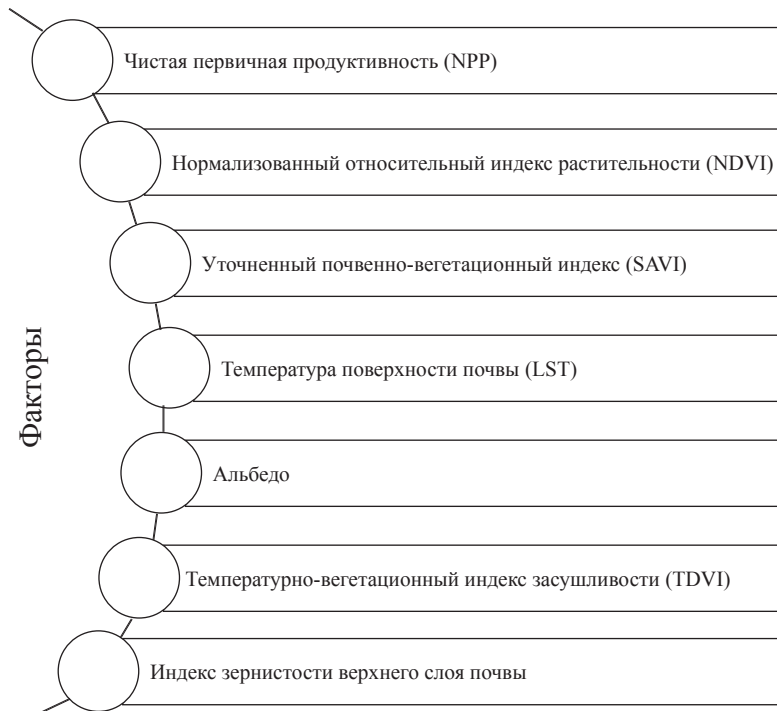 Факторы
Чистая первичная продуктивность (NPP)
Нормализованный относительный индекс растительности (NDVI)
Уточненный почвенно-вегетационный индекс (SAVI)
Температура поверхности почвы (LST)
Альбедо
Температурно-вегетационный индекс засушливости (TDVI)
Индекс зернистости верхнего слоя почвы